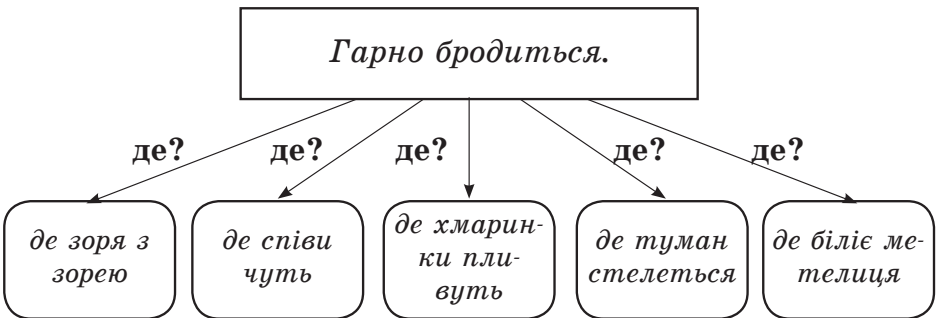 Гарно бродиться.
де? де? де? де? де?
де зоря з
зорею
де співи
чуть
де хмарин-
ки пли-
вуть
де туман
стелеться
де біліє ме-
телиця